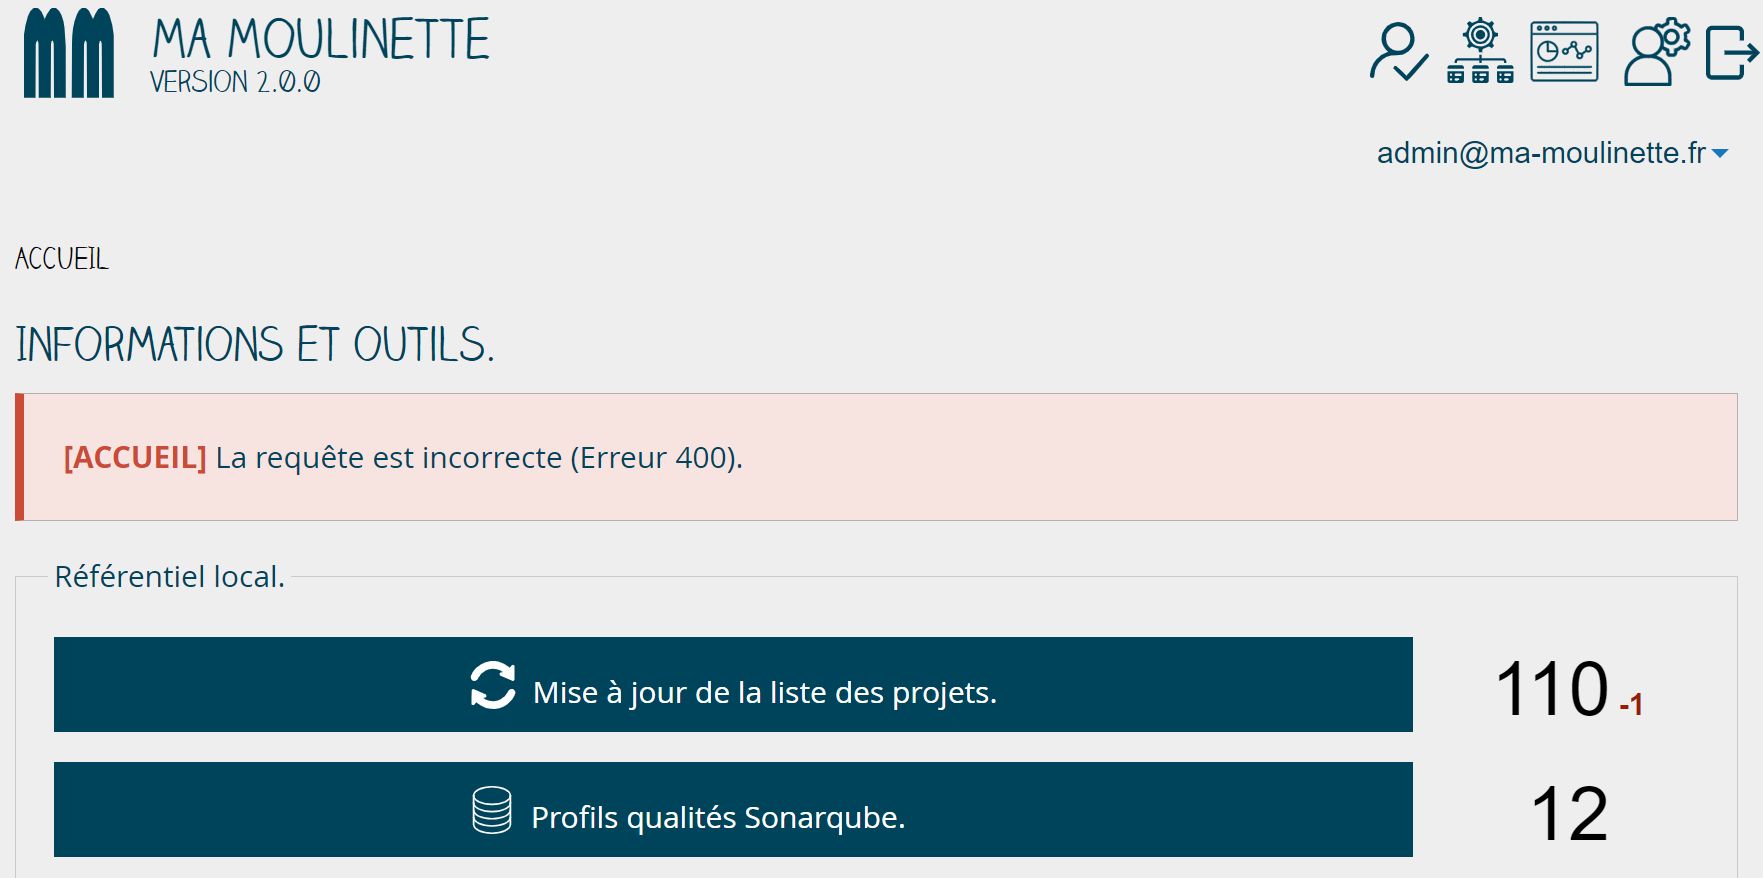 MA MOULINETTE
VERSION 2.0.0
admin@ma-moulinette.fr
ACCUEIL
INFORMATIONS ET OUTILS.
[ACCUEIL] La requête est incorrecte (Erreur 400).
Référentiel local.
Mise à jour de la liste des projets.
110 -1
Profils qualités Sonarqube.
12